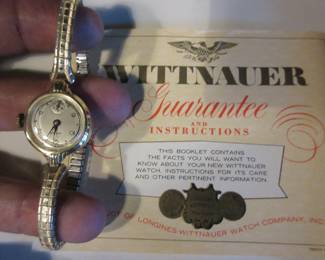 WITTNAUER
Guarantee
AND
INSTRUCTIONS
THIS BOOKLET CONTAINS
THE FACTS YOU WILL WANT TO
KNOW ABOUT YOUR NEW WITTNAUER
WATCH, INSTRUCTIONS FOR ITS CARE
AND OTHER PERTINENT INFORMATION.
OF LONGINES-WITTNAUER WATCH COMPANY, INC.